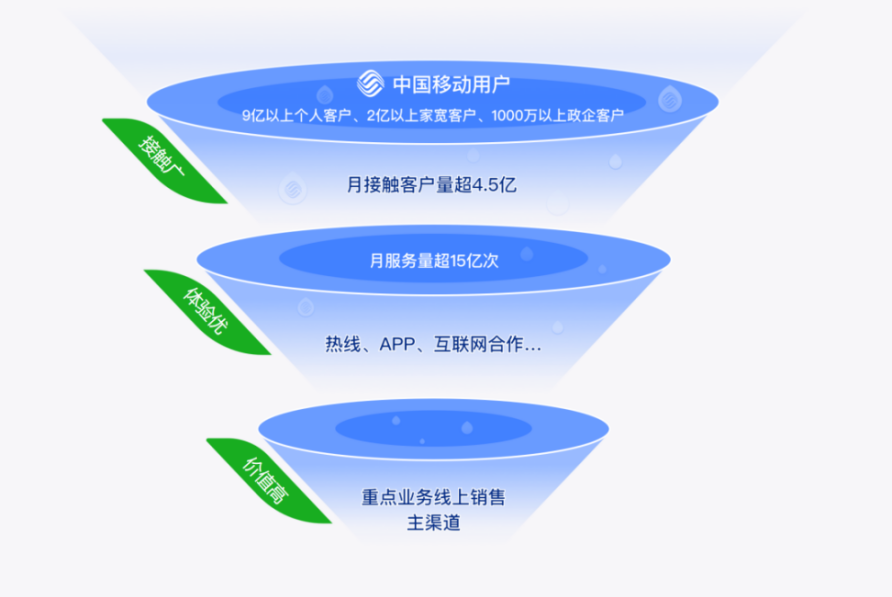 中国移动用户
9亿以上个人客户、2亿以上家宽客户、1000万以上政企客户
接触广
月接触客户量超4.5亿
月服务量超15亿次
体验优
热线、APP、互联网合作...
价值高
重点业务线上销售
主渠道